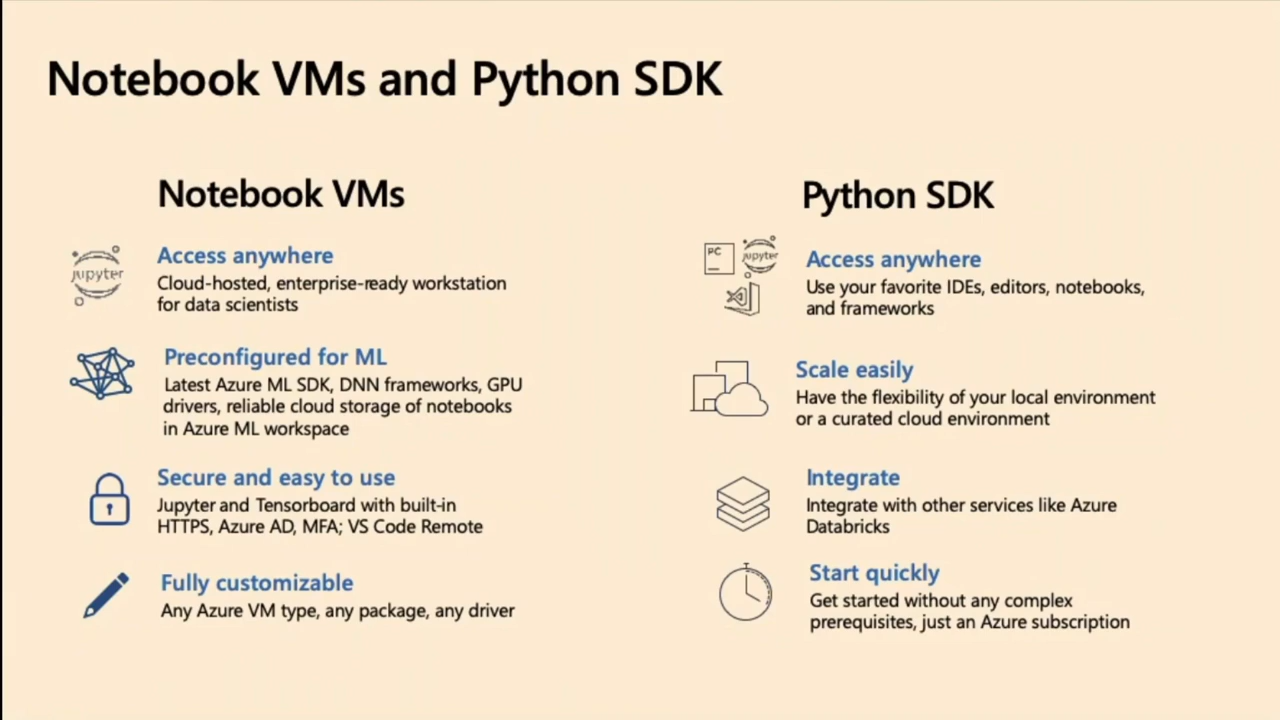 Notebook VMs and Python SDK
Notebook VMs
jupyter
Access anywhere
Cloud-hosted, enterprise-ready workstation
for data scientists
Preconfigured for ML
Latest Azure ML SDK, DNN frameworks, GPU
drivers, reliable cloud storage of notebooks
in Azure ML workspace
Secure and easy to use
Jupyter and Tensorboard with built-in
HTTPS, Azure AD, MFA; VS Code Remote
Fully customizable
Any Azure VM type, any package, any driver
Python SDK
PC
jupyter
Access anywhere
Use your favorite IDEs, editors, notebooks,
and frameworks
Scale easily
Have the flexibility of your local environment
or a curated cloud environment
Integrate
Integrate with other services like Azure
Databricks
Start quickly
Get started without any complex
prerequisites, just an Azure subscription